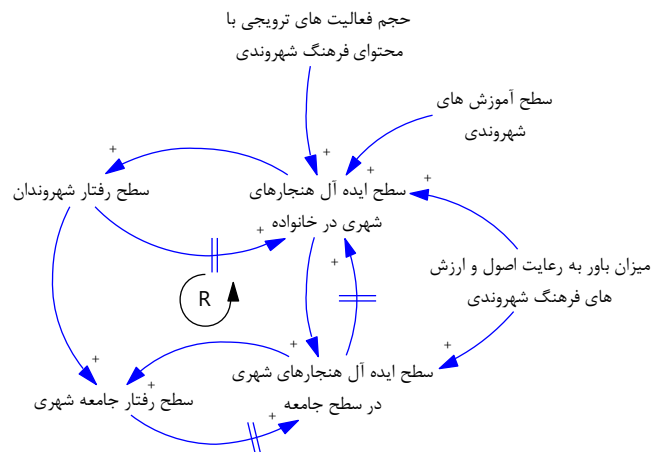 حجم فعالیت های ترویجی با
محتوای فرهنگ شهروندی
سطح آموزش های
شهروندی
سطح ایده آل هنجارهای
شهری در خانواده
سطح رفتار شهروندان
میزان باور به رعایت اصول و ارزش
های فرهنگ شهروندی
R
سطح ایده آل هنجارهای شهری
در سطح جامعه
سطح رفتار جامعه شهری
+
+
+
+
+
+
+
+
+
+
+
+